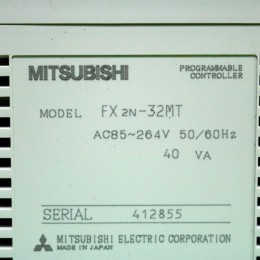 MITSUBISHI
PROGRAMMABLE
CONTROLLER
MODEL FX2N-32MT
AC85~264V 50/60Hz
40 VA
SERIAL 412855
MITSUBISHI ELECTRIC CORPORATION
MADE IN JAPAN